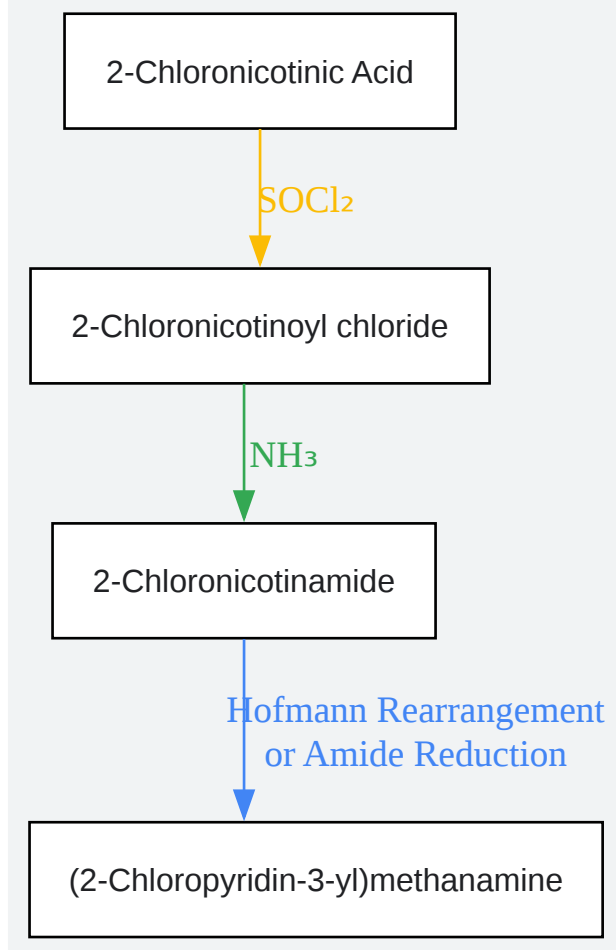 2-Chloronicotinic Acid
SOCl₂
2-Chloronicotinoyl chloride
NH₃
2-Chloronicotinamide
Hofmann Rearrangement
or Amide Reduction
(2-Chloropyridin-3-yl)methanamine